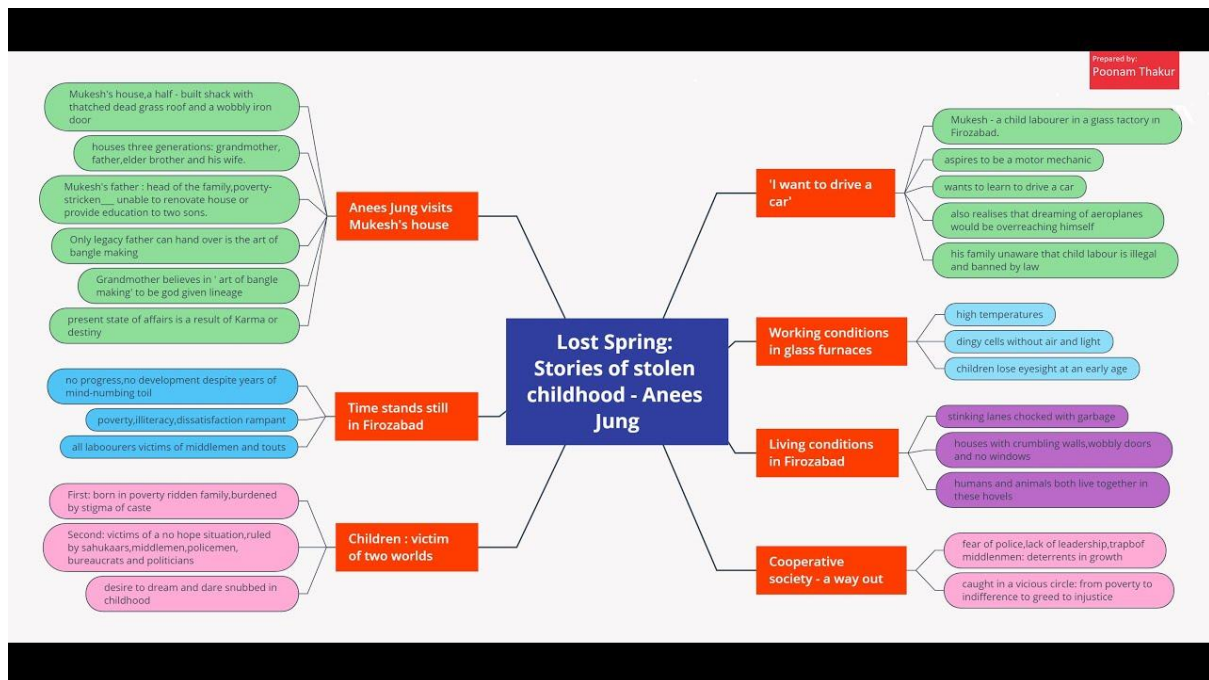 Prepared by:
Poonam Thakur
Lost Spring:
Stories of stolen
childhood - Anees
Jung
Anees Jung visits
Mukesh's house
Mukesh's house,a half - built shack with
thatched dead grass roof and a wobbly iron
door
houses three generations: grandmother,
father,elder brother and his wife.
Mukesh's father : head of the family,poverty-
stricken___ unable to renovate house or
provide education to two sons.
Only legacy father can hand over is the art of
bangle making
Grandmother believes in ' art of bangle
making' to be god given lineage
present state of affairs is a result of Karma or
destiny
Time stands still
in Firozabad
no progress,no development despite years of
mind-numbing toil
poverty,illiteracy,dissatisfaction rampant
all laboourers victims of middlemen and touts
Children : victim
of two worlds
First: born in poverty ridden family,burdened
by stigma of caste
Second: victims of a no hope situation,ruled
by sahukaars,middlemen,policemen,
bureaucrats and politicians
desire to dream and dare snubbed in
childhood
'I want to drive a
car'
Mukesh - a child labourer in a glass factory in
Firozabad.
aspires to be a motor mechanic
wants to learn to drive a car
also realises that dreaming of aeroplanes
would be overreaching himself
his family unaware that child labour is illegal
and banned by law
Working conditions
in glass furnaces
high temperatures
dingy cells without air and light
children lose eyesight at an early age
Living conditions
in Firozabad
stinking lanes chocked with garbage
houses with crumbling walls,wobbly doors
and no windows
humans and animals both live together in
these hovels
Cooperative
society - a way out
fear of police,lack of leadership,trapbof
middlenmen: deterrents in growth
caught in a vicious circle: from poverty to
indifference to greed to injustice